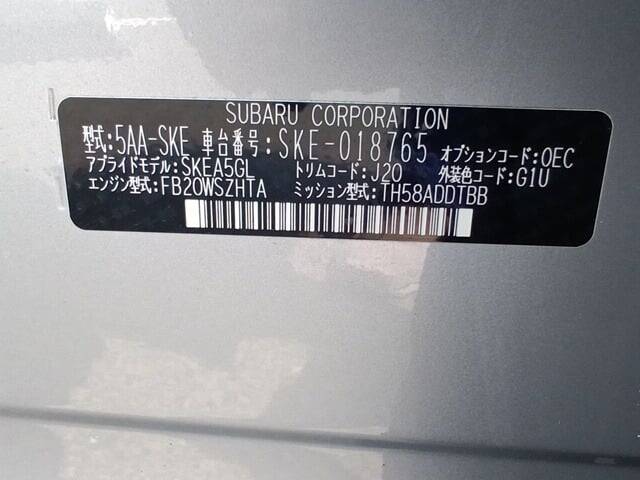 SUBARU CORPORATION
型式:5AA-SKE 車台番号:SKE-018765 オプションコード:OEC
アプライドモデル:SKEA5GL トリムコード:J20 外装色コード:G1U
エンジン型式:FB20WSZHTA ミッション型式:TH58ADDTBB